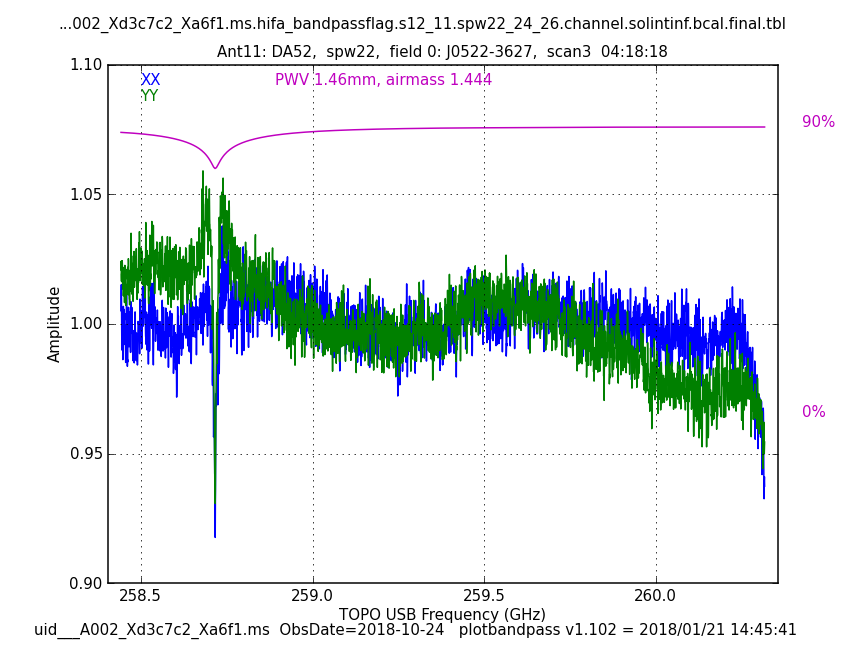 ...002_Xd3c7c2_Xa6f1.ms.hifa_bandpassflag.s12_11.spw22_24_26.channel.solintinf.bcal.final.tbl
Ant11: DA52,  spw22,  field 0: J0522-3627,  scan3  04:18:18
1.10
XX
PWV 1.46mm, airmass 1.444
YY
90%
1.05
Amplitude
1.00
0%
0.95
0.90
258.5 259.0 259.5 260.0
TOPO USB Frequency (GHz)
uid___A002_Xd3c7c2_Xa6f1.ms  ObsDate=2018-10-24   plotbandpass v1.102 = 2018/01/21 14:45:41